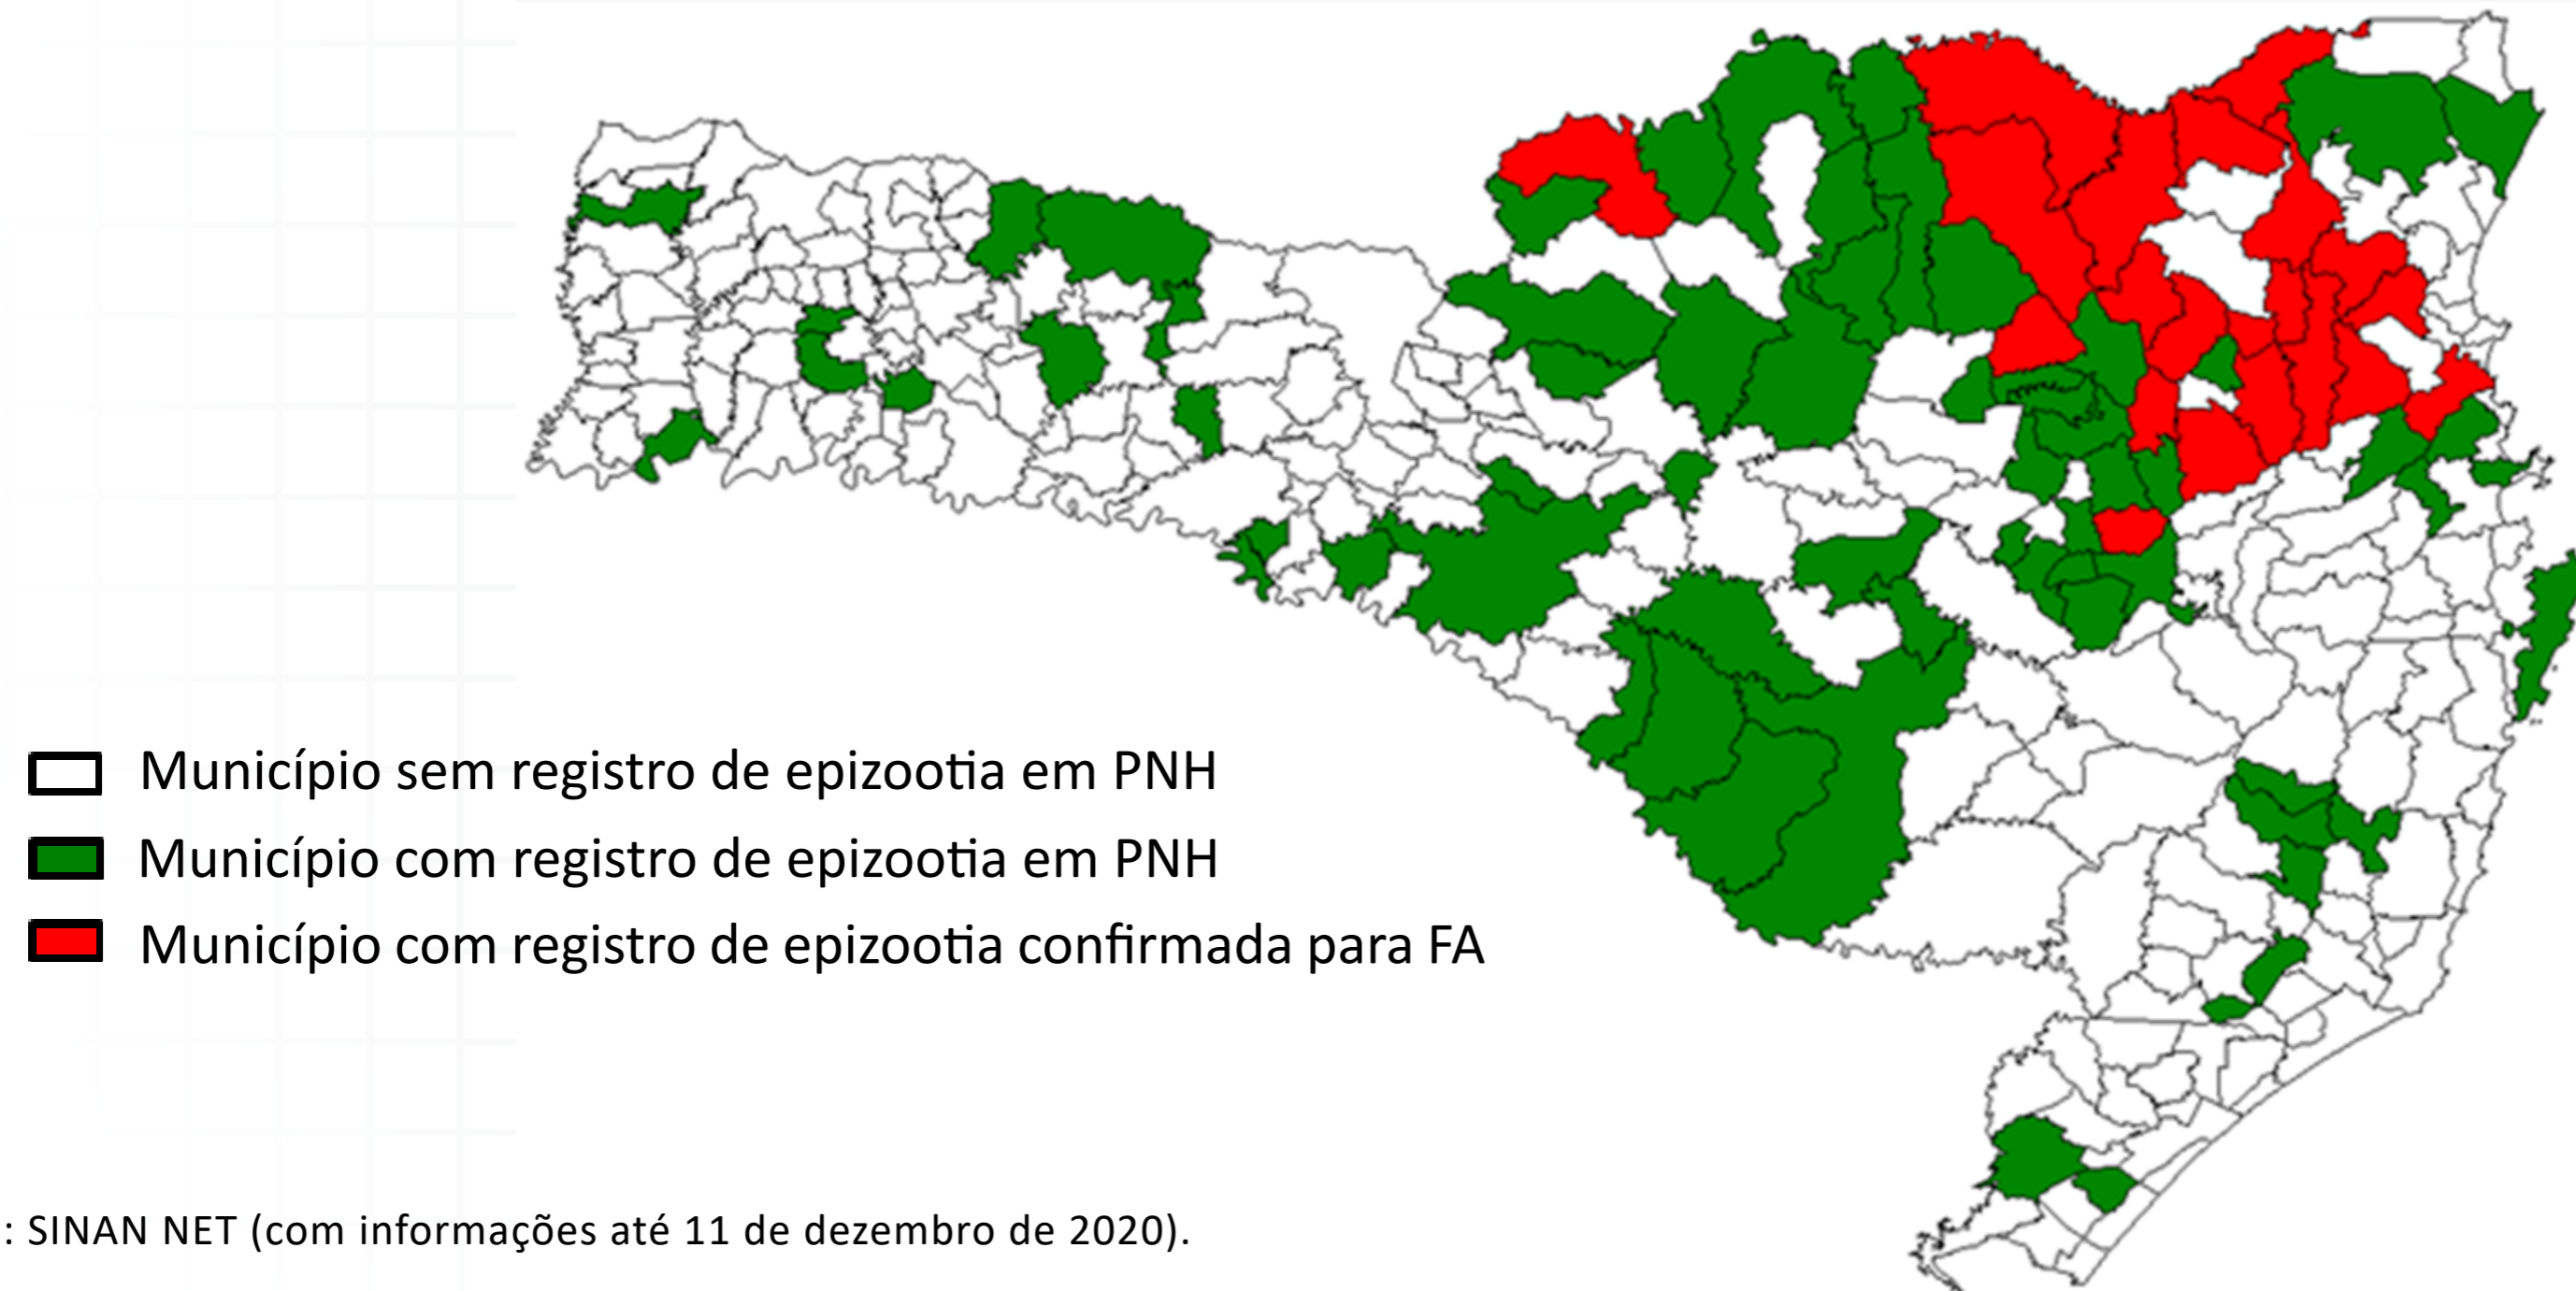 Município sem registro de epizootia em PNH
Município com registro de epizootia em PNH
Município com registro de epizootia confirmada para FA
: SINAN NET (com informações até 11 de dezembro de 2020).